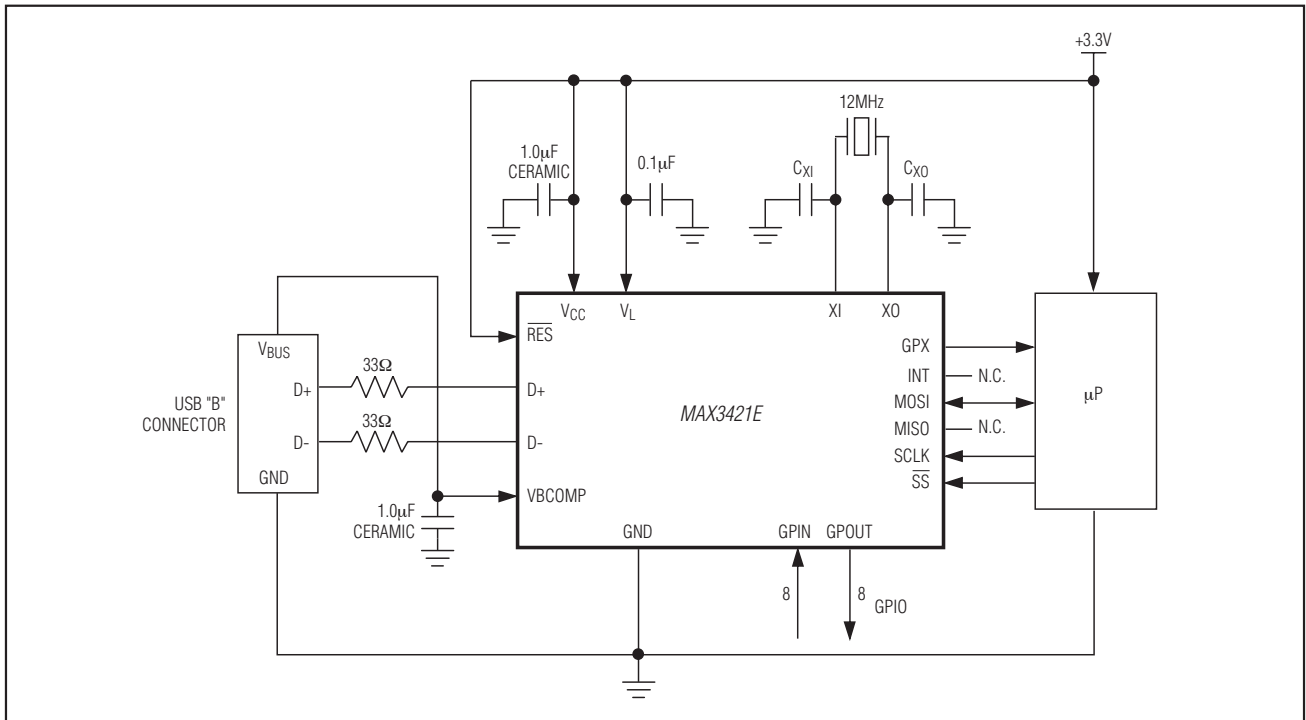 +3.3V
12MHz
1.0µF
CERAMIC
0.1µF
CXI
CXO
VCC
VL
XI
XO
RES
VBUS
33Ω
D+
D+
USB "B"
CONNECTOR
33Ω
D-
D-
GND
MAX3421E
GPX
INT
N.C.
MOSI
MISO
N.C.
SCLK
SS
µP
VBCOMP
1.0µF
CERAMIC
GND
GPIN
GPOUT
8
8
GPIO